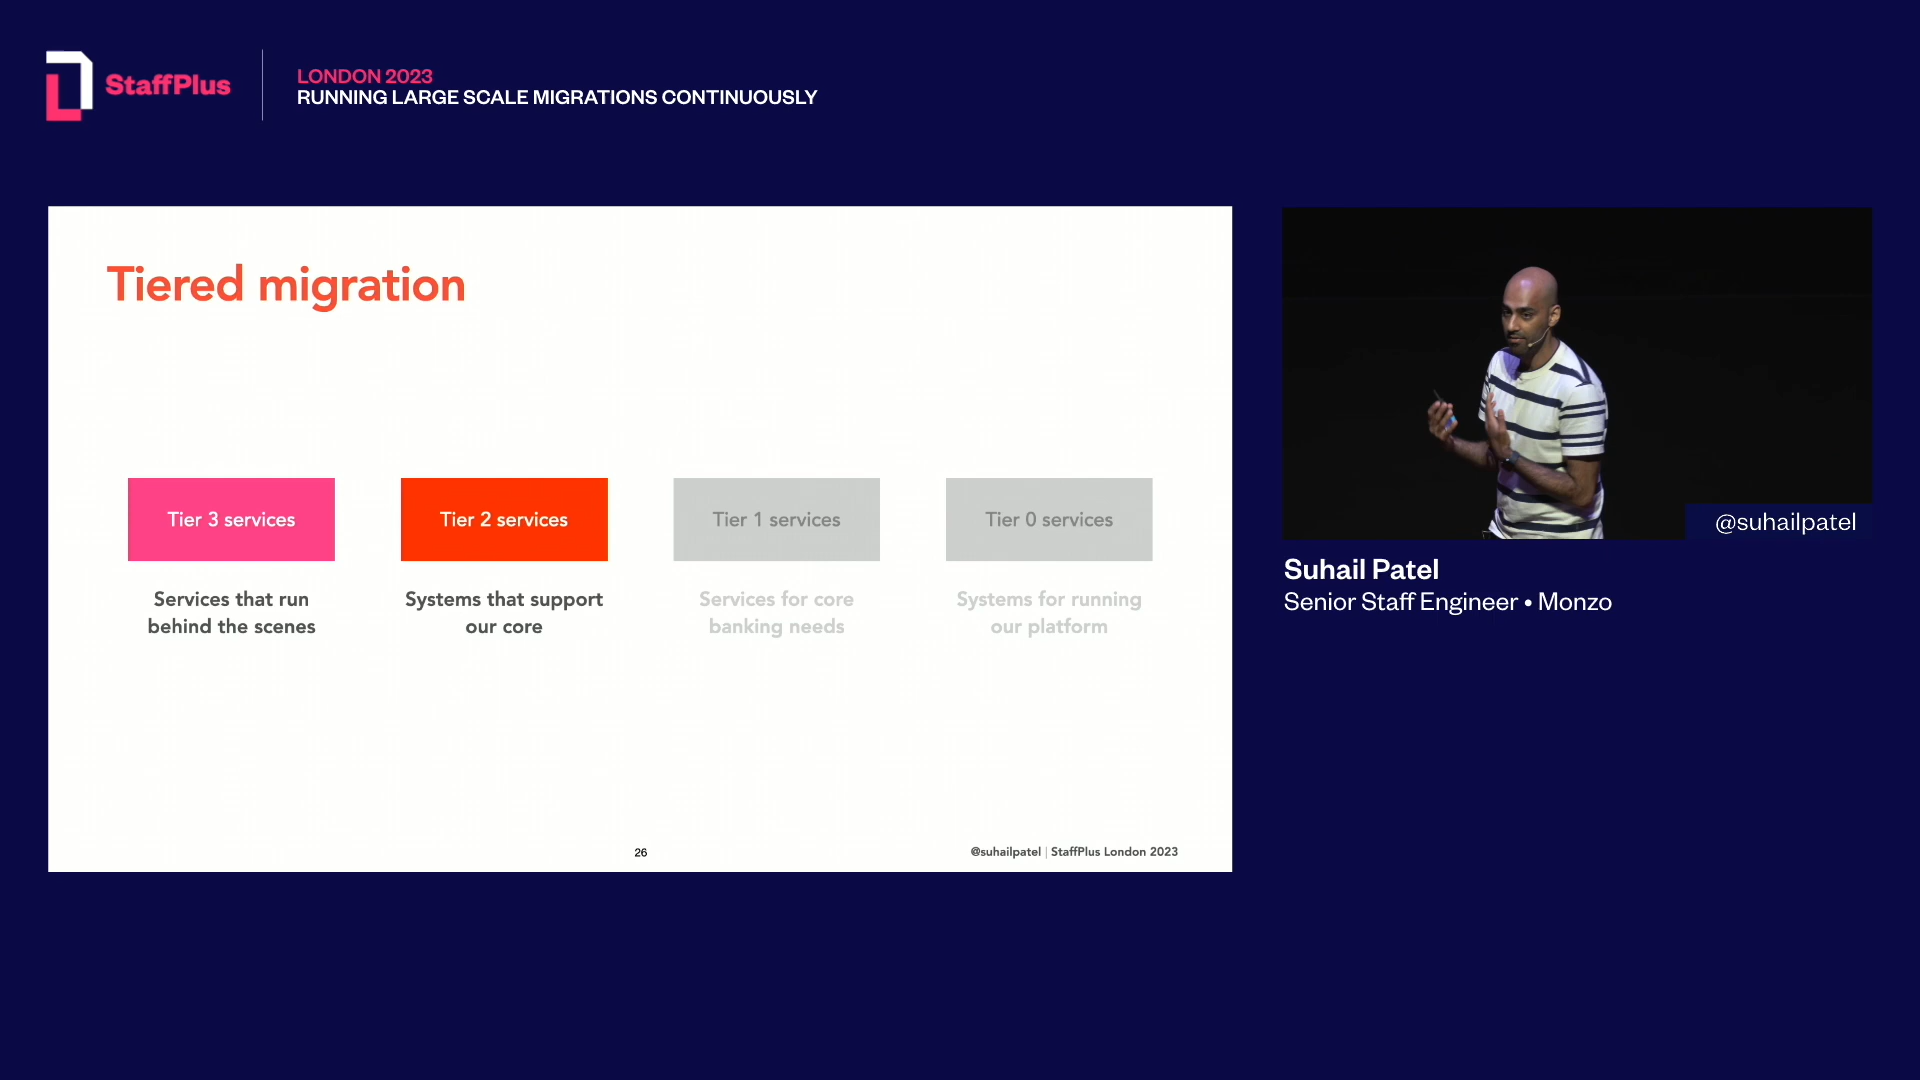 StaffPlus
LONDON 2023
RUNNING LARGE SCALE MIGRATIONS CONTINUOUSLY
Tiered migration
Tier 3 services
Services that run
behind the scenes
Tier 2 services
Systems that support
our core
Tier 1 services
Services for core
banking needs
Tier 0 services
Systems for running
our platform
26
@suhailpatel | StaffPlus London 2023
@suhailpatel
Suhail Patel
Senior Staff Engineer • Monzo